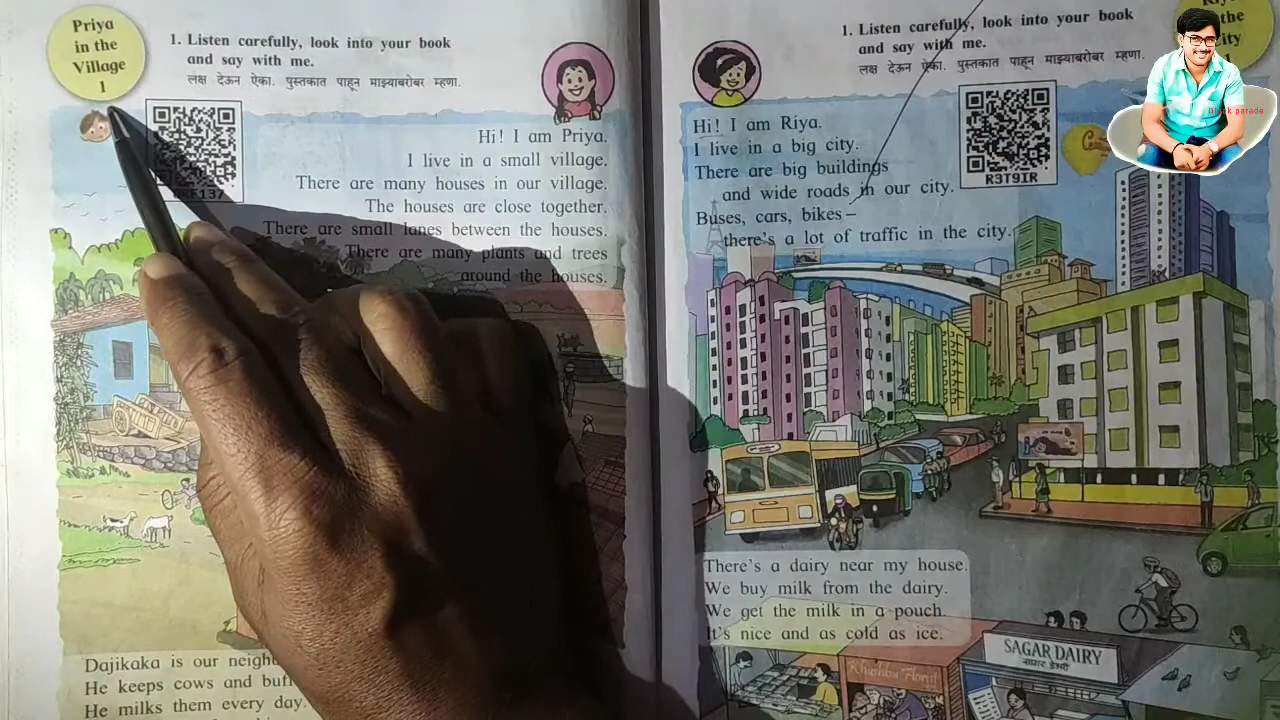 Priya
in the
Village
1
1. Listen carefully, look into your book
and say with me.
लक्ष देऊन ऐका. पुस्तकात पाहून माझ्याबरोबर म्हणा.
Hi! I am Priya.
I live in a small village.
There are many houses in our village.
The houses are close together.
There are small lanes between the houses.
There are many plants and trees
around the houses.
Dajikaka is our
He keeps cows and
He milks them every day.
1. Listen carefully, look into your book
and say with me.
लक्ष देऊन ऐका. पुस्तकात पाहून माझ्याबरोबर म्हणा.
the
City
Hi! I am Riya.
I live in a big city.
There are big buildings
and wide roads in our city.
Buses, cars, bikes –
there's a lot of traffic in the city.
R3T9IR
There's a dairy near my house.
We buy milk from the dairy.
We get the milk in a pouch.
It's nice and as cold as ice.
SAGAR DAIRY
सागर डेअरी
Khushbu Florist
parade